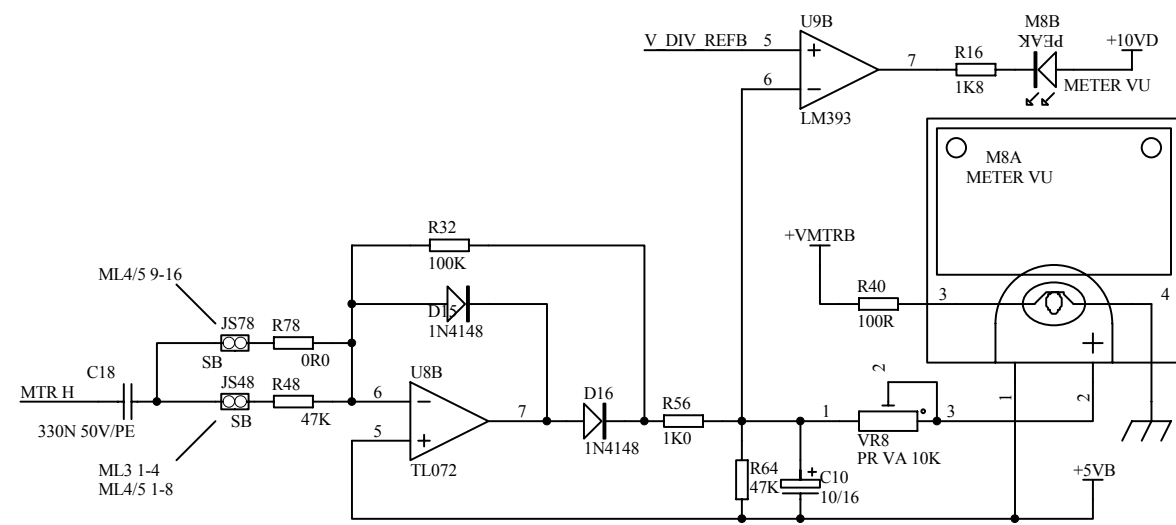 U9B
M8B
PEAK
V_DIV_REFB
5
+10VD
7
R16
6
1K8
METER VU
LM393
M8A
METER VU
R32
+VMTRB
100K
ML4/5 9-16
R40
3
4
D15
100R
1N4148
JS78
R78
SB
0R0
2
C18
U8B
JS48
R48
D16
MTR H
6
7
R56
1
3
1
2
47K
SB
330N 50V/PE
5
1N4148
1K0
VR8
PR VA 10K
ML3 1-4
ML4/5 1-8
TL072
R64
47K
C10
10/16
+5VB